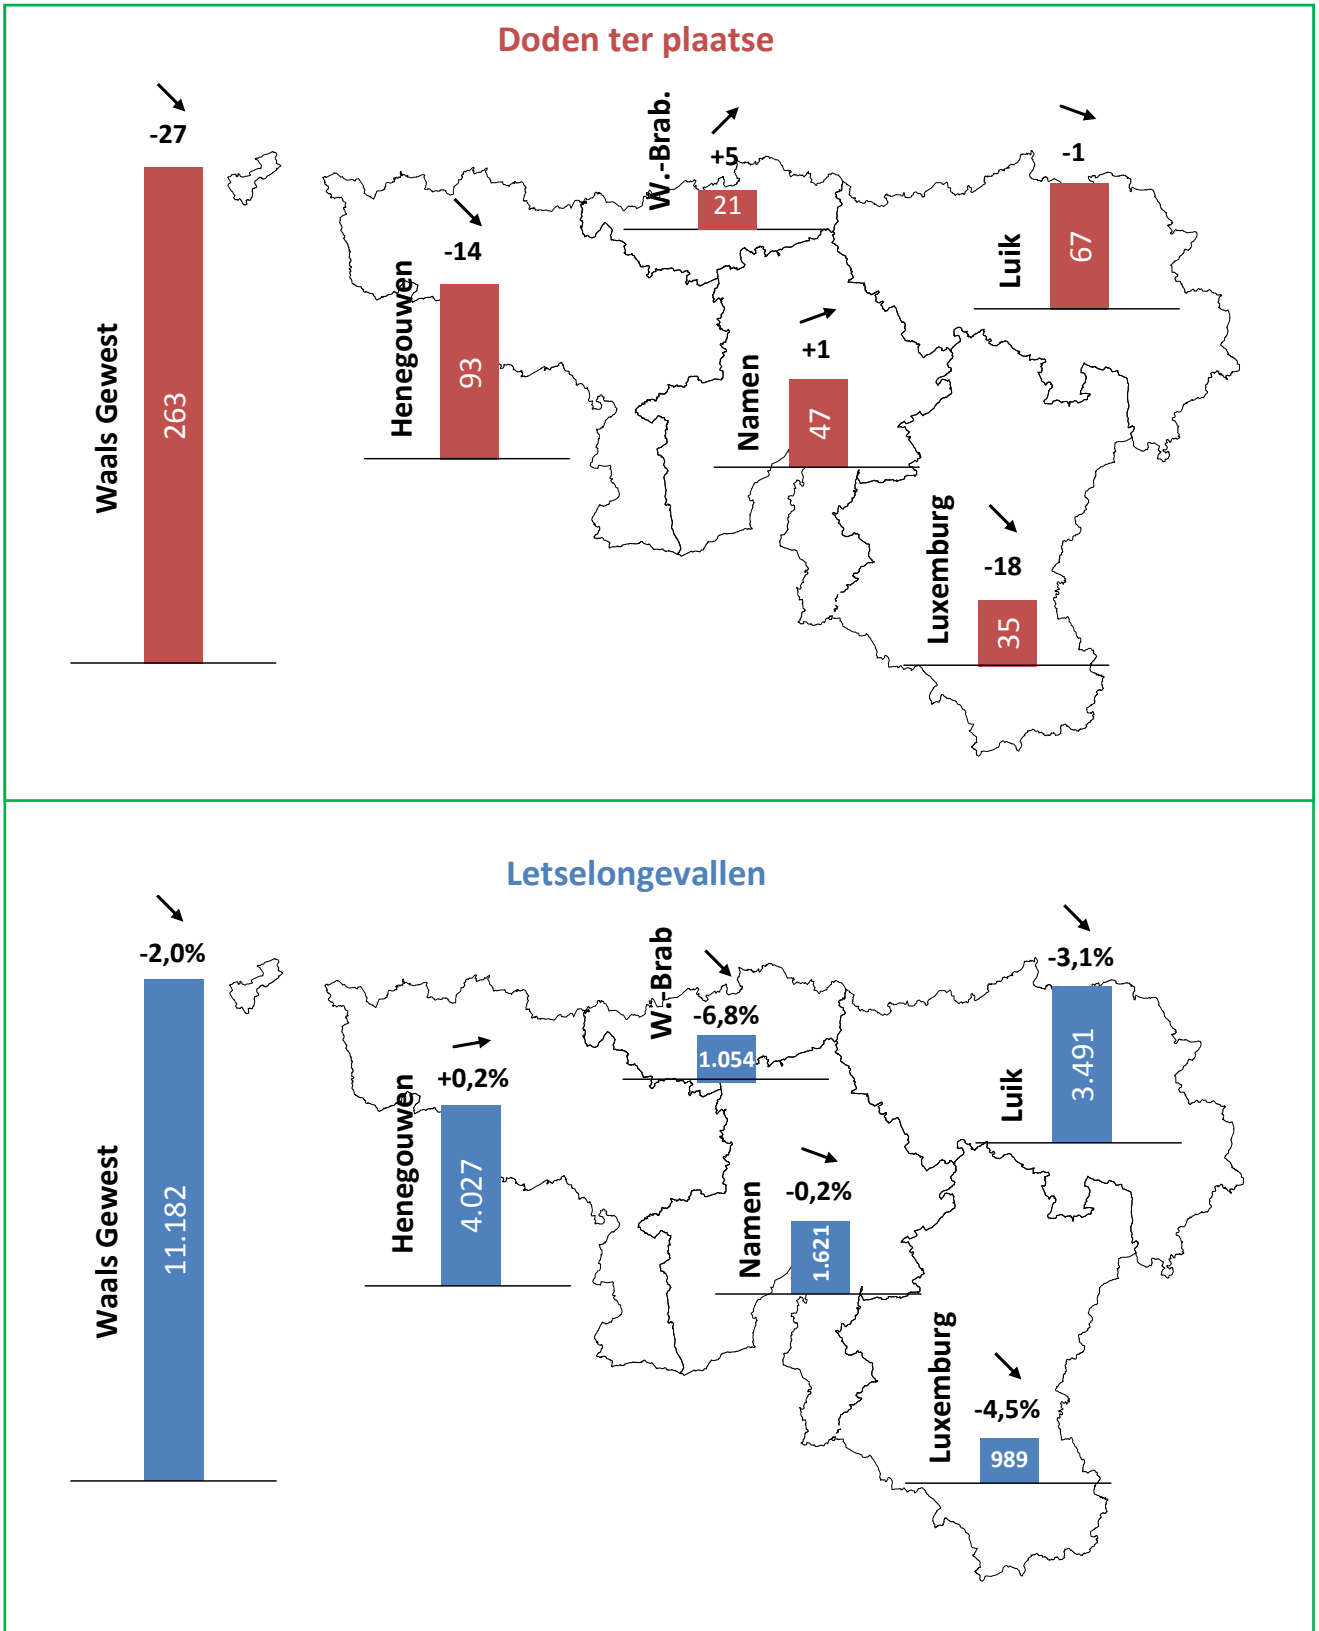 Doden ter plaatse
-27
Waals Gewest
263
-14
Henegouwen
93
W.-Brab.
+5
21
-1
Luik
67
+1
Namen
47
-18
Luxemburg
35
Letselongevallen
-2,0%
Waals Gewest
11.182
+0,2%
Henegouwen
4.027
W.-Brab
-6,8%
1.054
-3,1%
Luik
3.491
-0,2%
Namen
1.621
-4,5%
Luxemburg
989